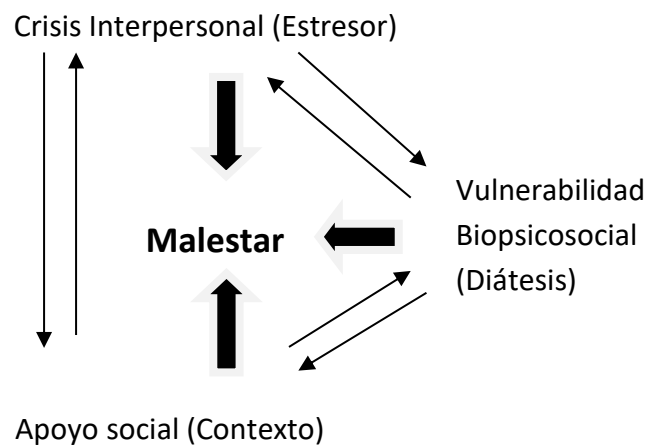 Crisis Interpersonal (Estresor)
Vulnerabilidad
Biopsicosocial
(Diátesis)
Malestar
Apoyo social (Contexto)